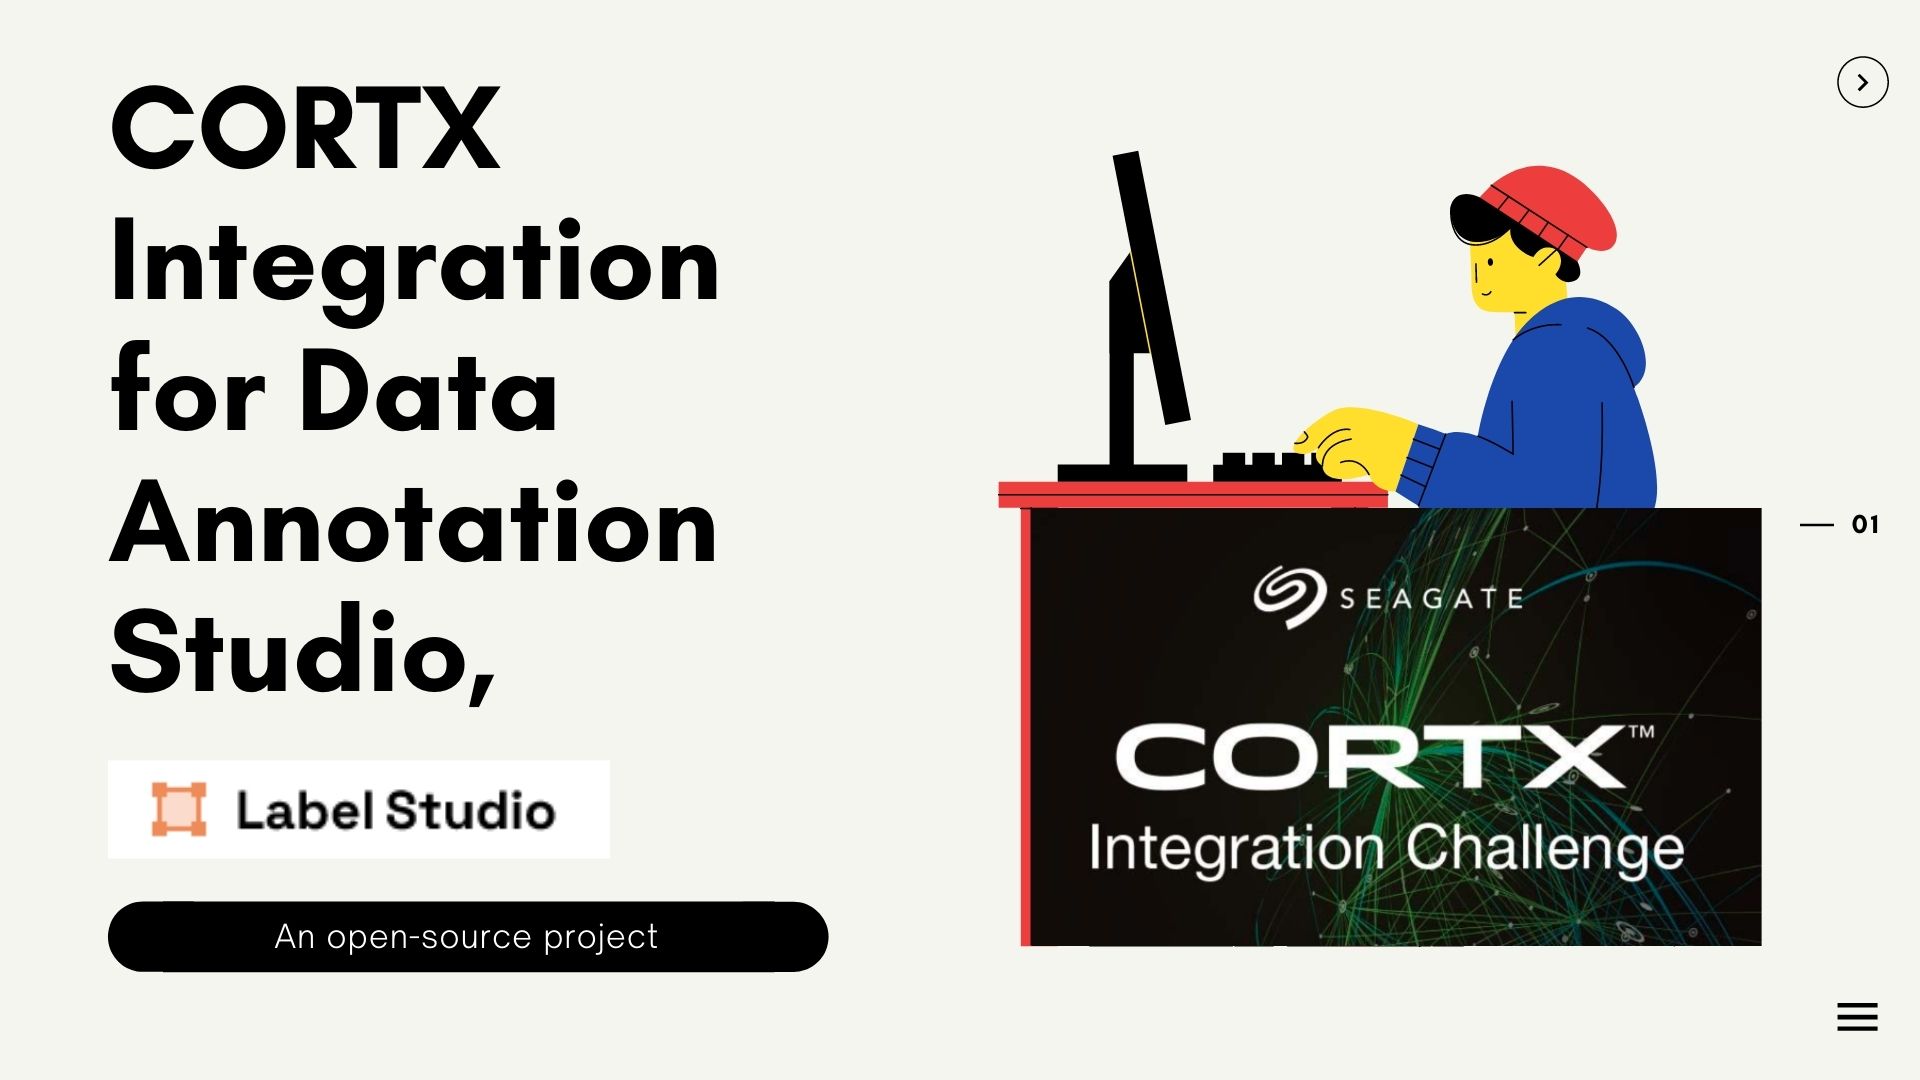 CORTX
Integration
for Data
Annotation
Studio,
Label Studio
An open-source project
01
SEAGATE
CORTX™
Integration Challenge